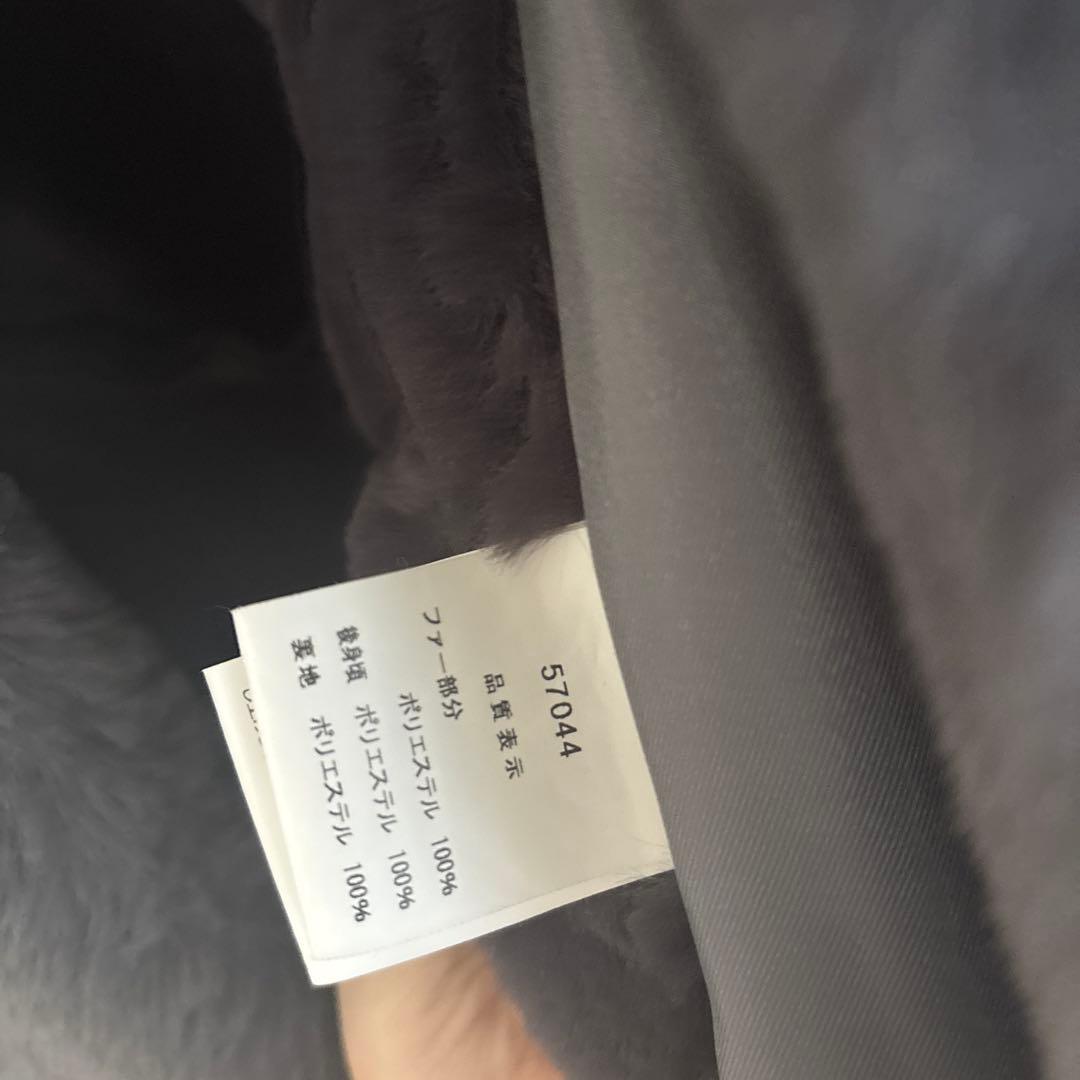 57044
品質表示
ファー部分
ポリエステル 100%
後身頃 ポリエステル 100%
裏地 ポリエステル 100%